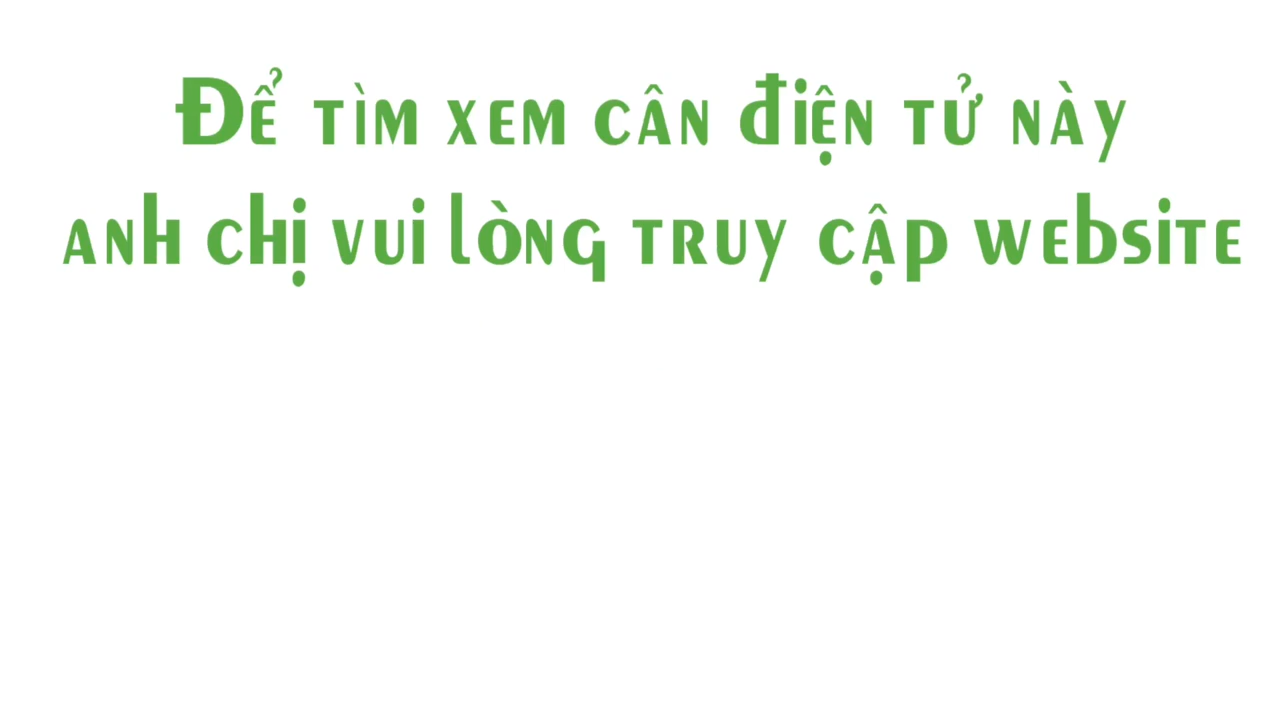 Để tìm xem cân điện tử này
anh chị vui lòng truy cập website